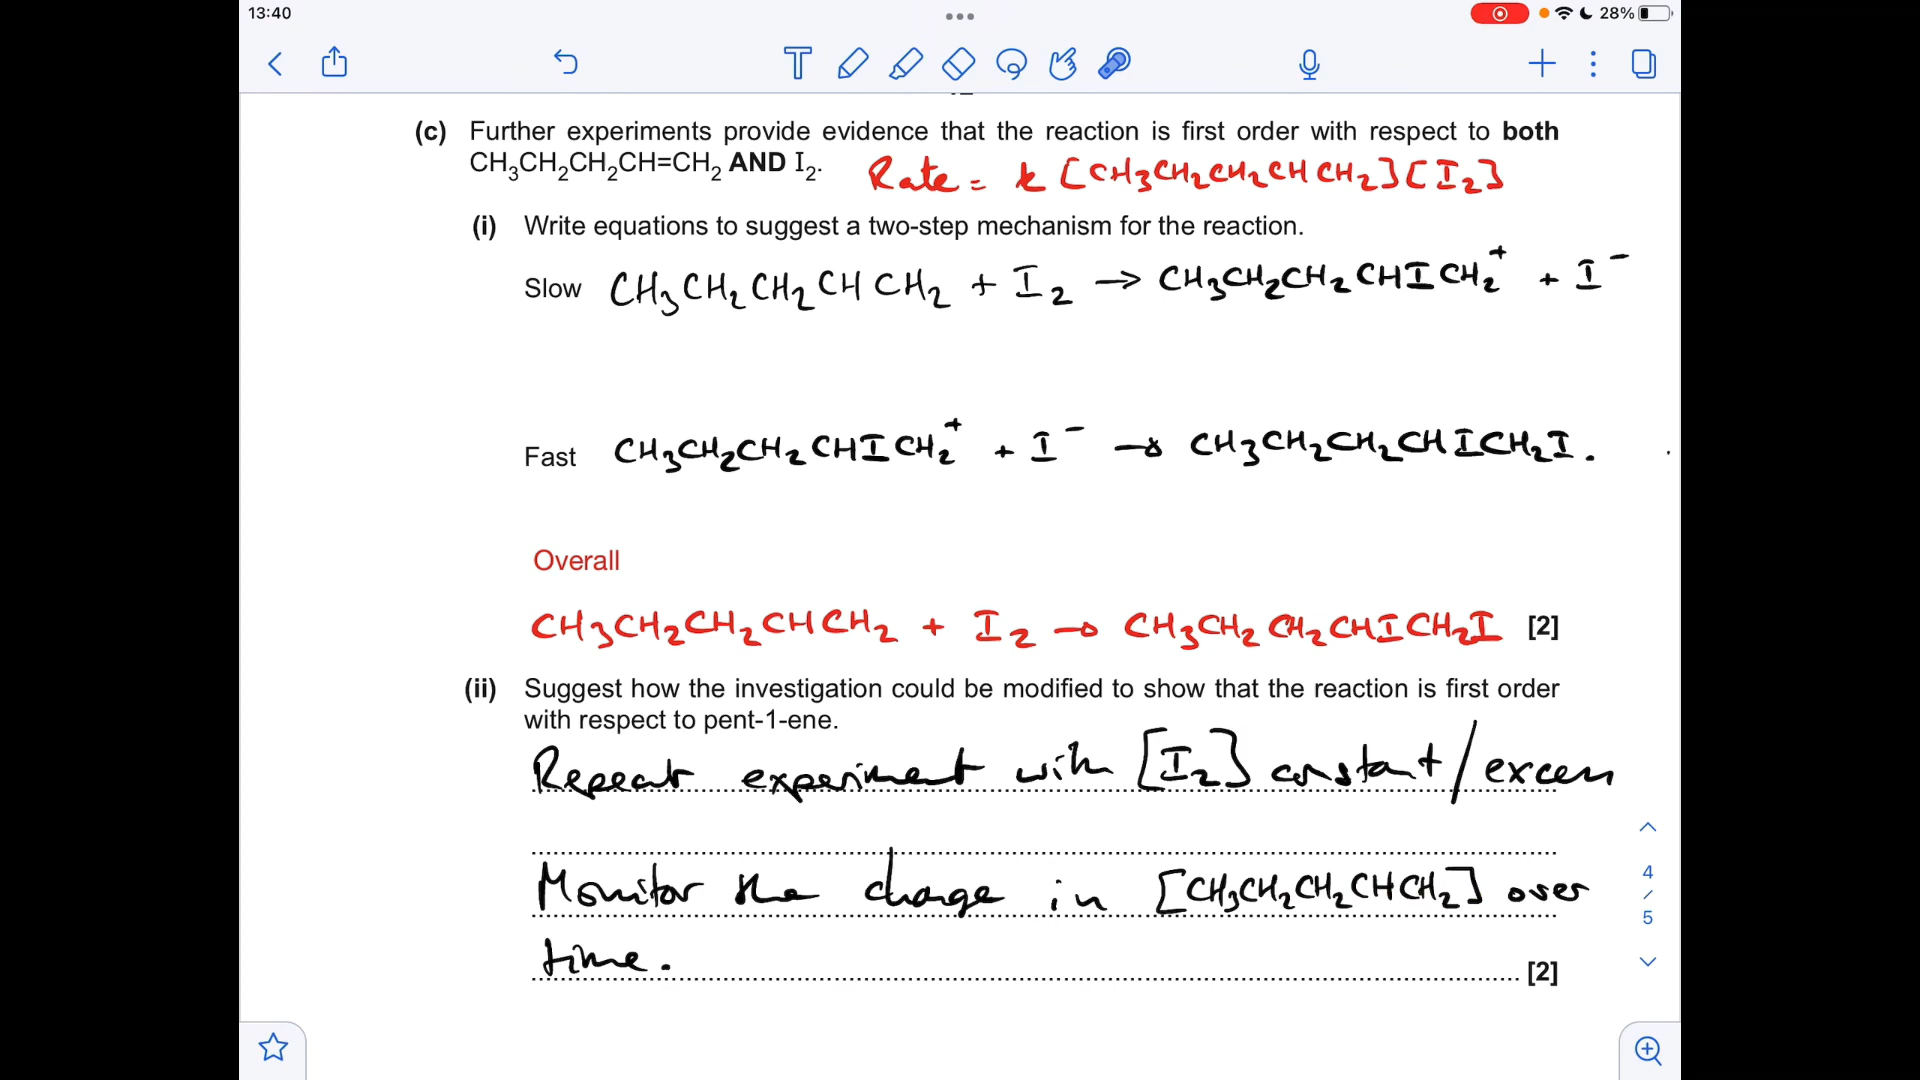 13:40
28%
(c) Further experiments provide evidence that the reaction is first order with respect to both
CH₃CH₂CH₂CH=CH₂ AND I₂.
Rate = k [CH₃CH₂CH₂CHCH₂][I₂]
(i) Write equations to suggest a two-step mechanism for the reaction.
Slow CH₃CH₂CH₂CHCH₂ + I₂ → CH₃CH₂CH₂CHICH₂⁺ + I⁻
Fast CH₃CH₂CH₂CHICH₂⁺ + I⁻ → CH₃CH₂CH₂CHICH₂I.
Overall
CH₃CH₂CH₂CHCH₂ + I₂ → CH₃CH₂CH₂CHICH₂I [2]
(ii) Suggest how the investigation could be modified to show that the reaction is first order
with respect to pent-1-ene.
Repeat experiment with [I₂] constant / excess
Monitor the change in [CH₃CH₂CH₂CHCH₂] over
time. [2]
4
/
5